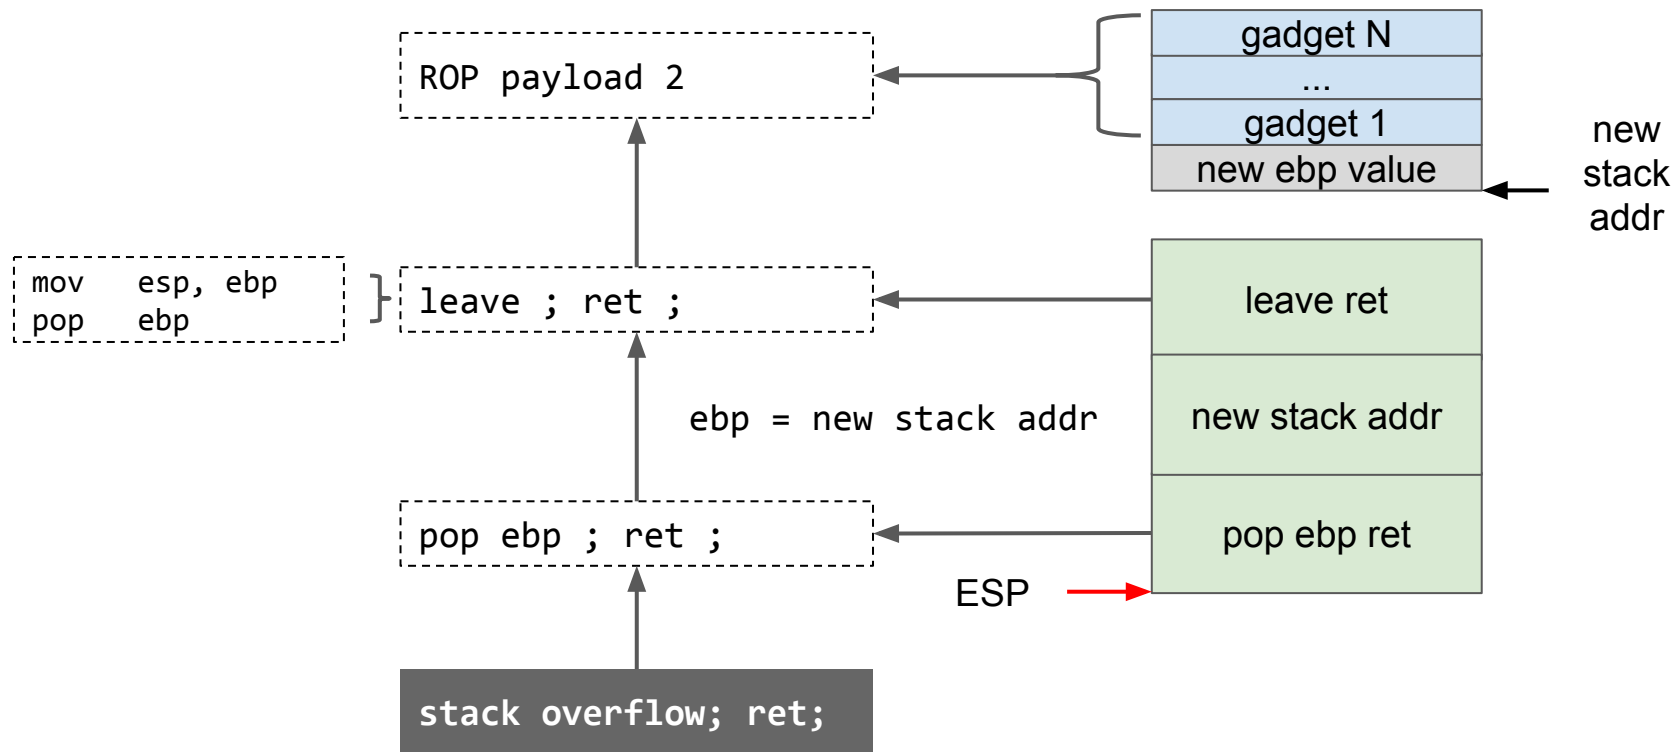 gadget N
ROP payload 2
...
gadget 1
new ebp value
new
stack
addr
mov esp, ebp
pop ebp
leave ; ret ;
leave ret
ebp = new stack addr
new stack addr
pop ebp ; ret ;
pop ebp ret
ESP
stack overflow; ret;